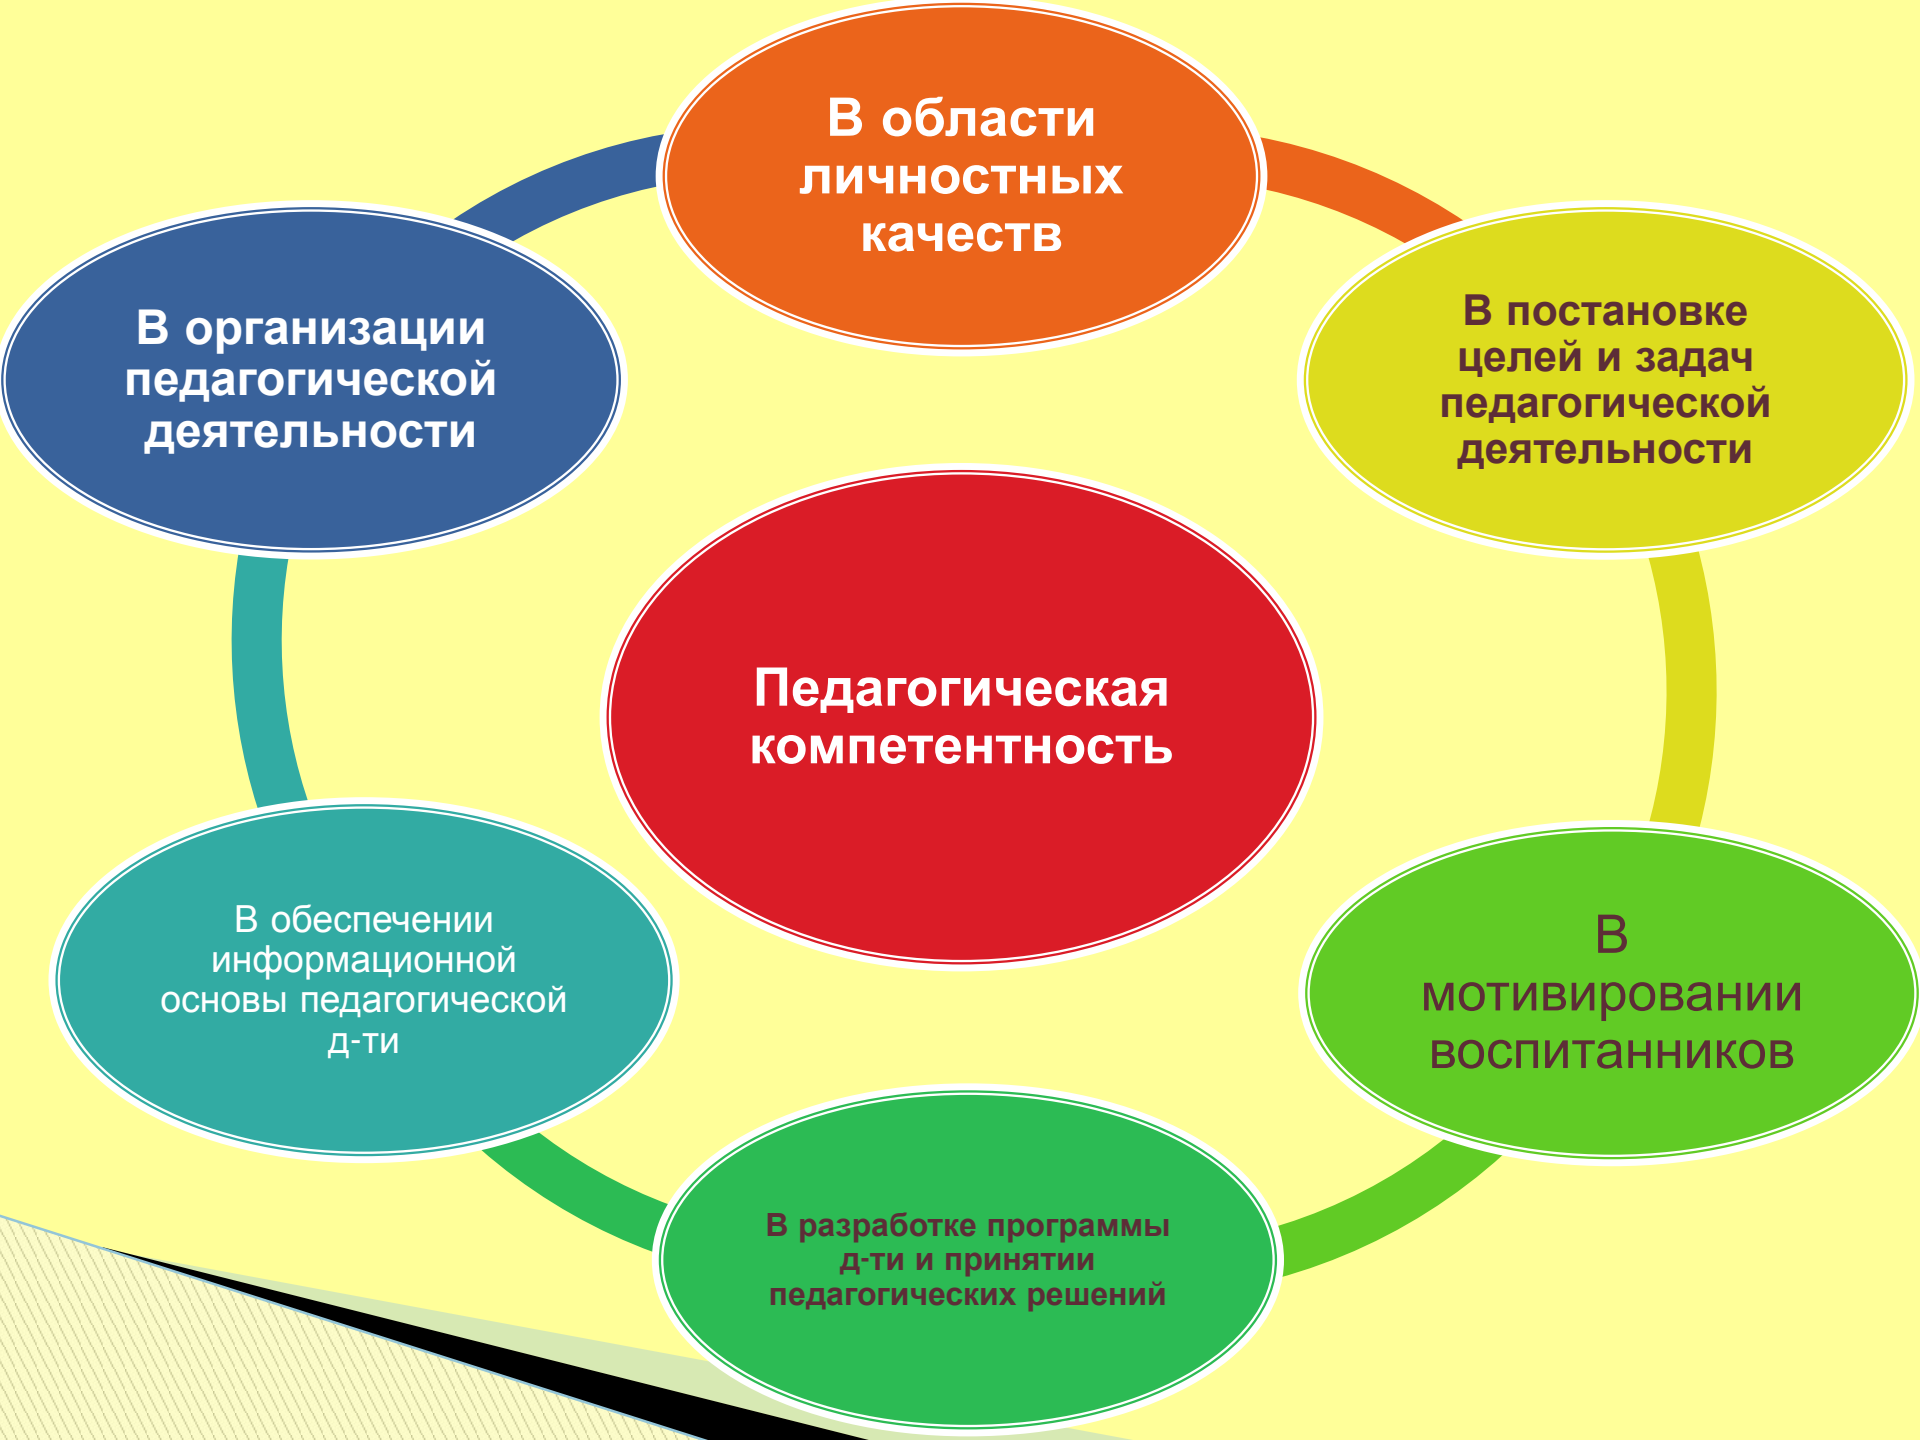 В области
личностных
качеств
В постановке
целей и задач
педагогической
деятельности
В
мотивировании
воспитанников
В разработке программы
д-ти и принятии
педагогических решений
В обеспечении
информационной
основы педагогической
д-ти
В организации
педагогической
деятельности
Педагогическая
компетентность